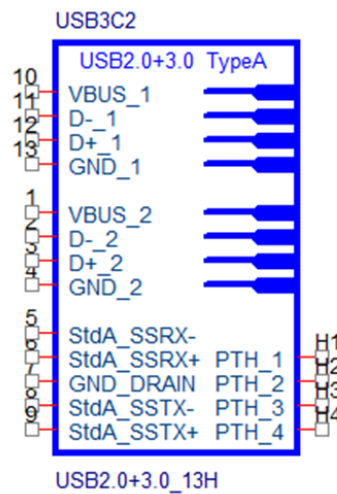 USB3C2
USB2.0+3.0 TypeA
10 VBUS_1
11 D-_1
12 D+_1
13 GND_1
1 VBUS_2
2 D-_2
3 D+_2
4 GND_2
5 StdA_SSRX-
6 StdA_SSRX+ PTH_1 H1
7 GND_DRAIN PTH_2 H2
8 StdA_SSTX- PTH_3 H3
9 StdA_SSTX+ PTH_4 H4
USB2.0+3.0_13H